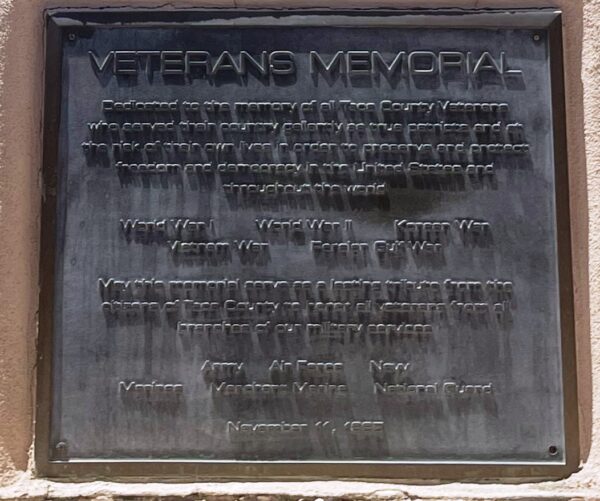 VETERANS MEMORIAL
Dedicated to the memory of all Taos County Veterans
who served their country gallantly as true patriots and at
the risk of their own lives in order to preserve and protect
freedom and democracy in the United States and
throughout the world
World War I World War II Korean War
Vietnam War Persian Gulf War
May this memorial serve as a lasting tribute from the
citizens of Taos County to honor all veterans from all
branches of our military services
Army Air Force Navy
Marines Merchant Marine National Guard
November 11,